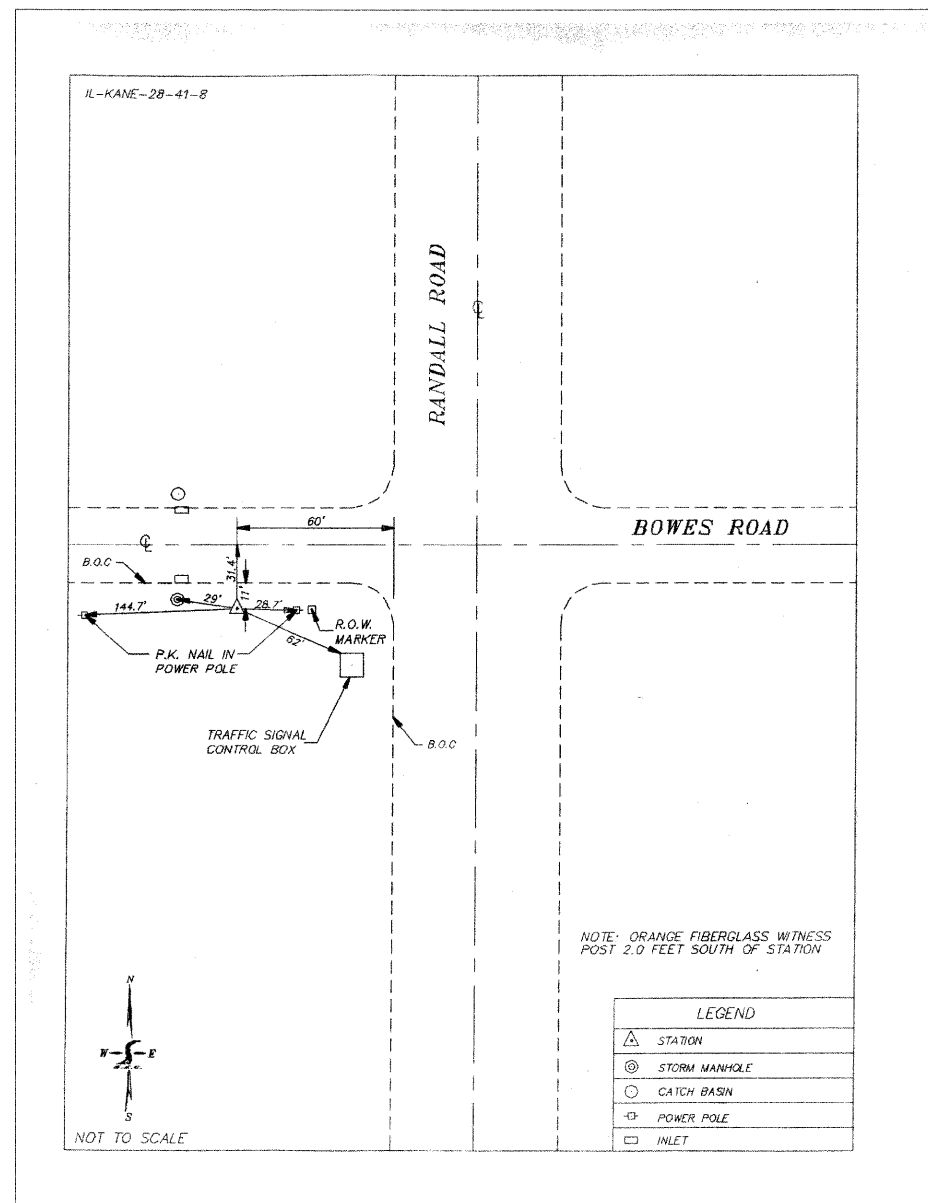 IL-KANE-28-41-8
RANDALL ROAD
℄
60'
BOWES ROAD
℄
31.4'
B.O.C
11'
29'
28.7'
144.7'
R.O.W.
MARKER
62'
P.K. NAIL IN
POWER POLE
TRAFFIC SIGNAL
CONTROL BOX
B.O.C
NOTE: ORANGE FIBERGLASS WITNESS
POST 2.0 FEET SOUTH OF STATION
N
W
E
S
NOT TO SCALE
LEGEND
STATION
STORM MANHOLE
CATCH BASIN
POWER POLE
INLET